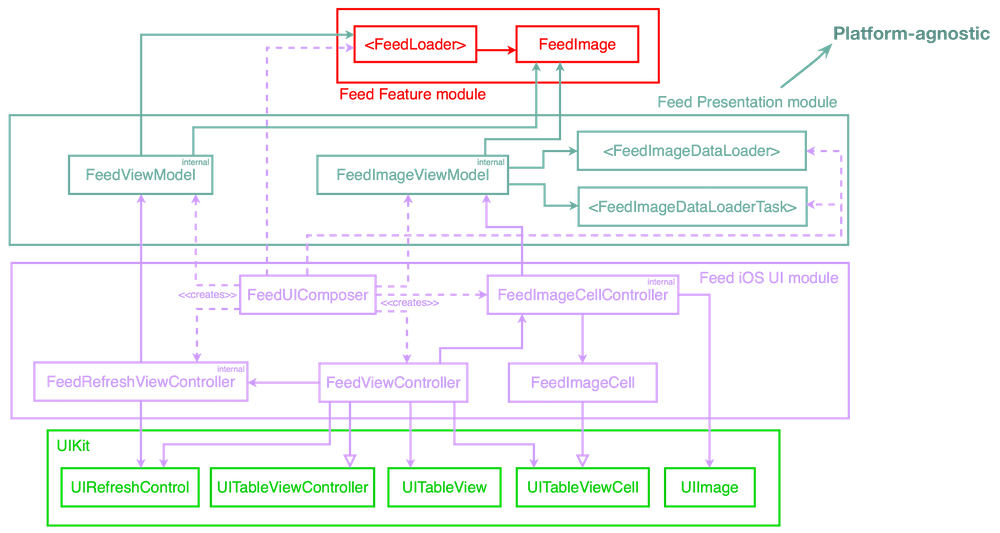 Platform-agnostic
<FeedLoader>
FeedImage
Feed Feature module
Feed Presentation module
internal
FeedViewModel
internal
FeedImageViewModel
<FeedImageDataLoader>
<FeedImageDataLoaderTask>
Feed iOS UI module
<<creates>>
FeedUIComposer
<<creates>>
internal
FeedImageCellController
internal
FeedRefreshViewController
FeedViewController
FeedImageCell
UIKit
UIRefreshControl
UITableViewController
UITableView
UITableViewCell
UIImage